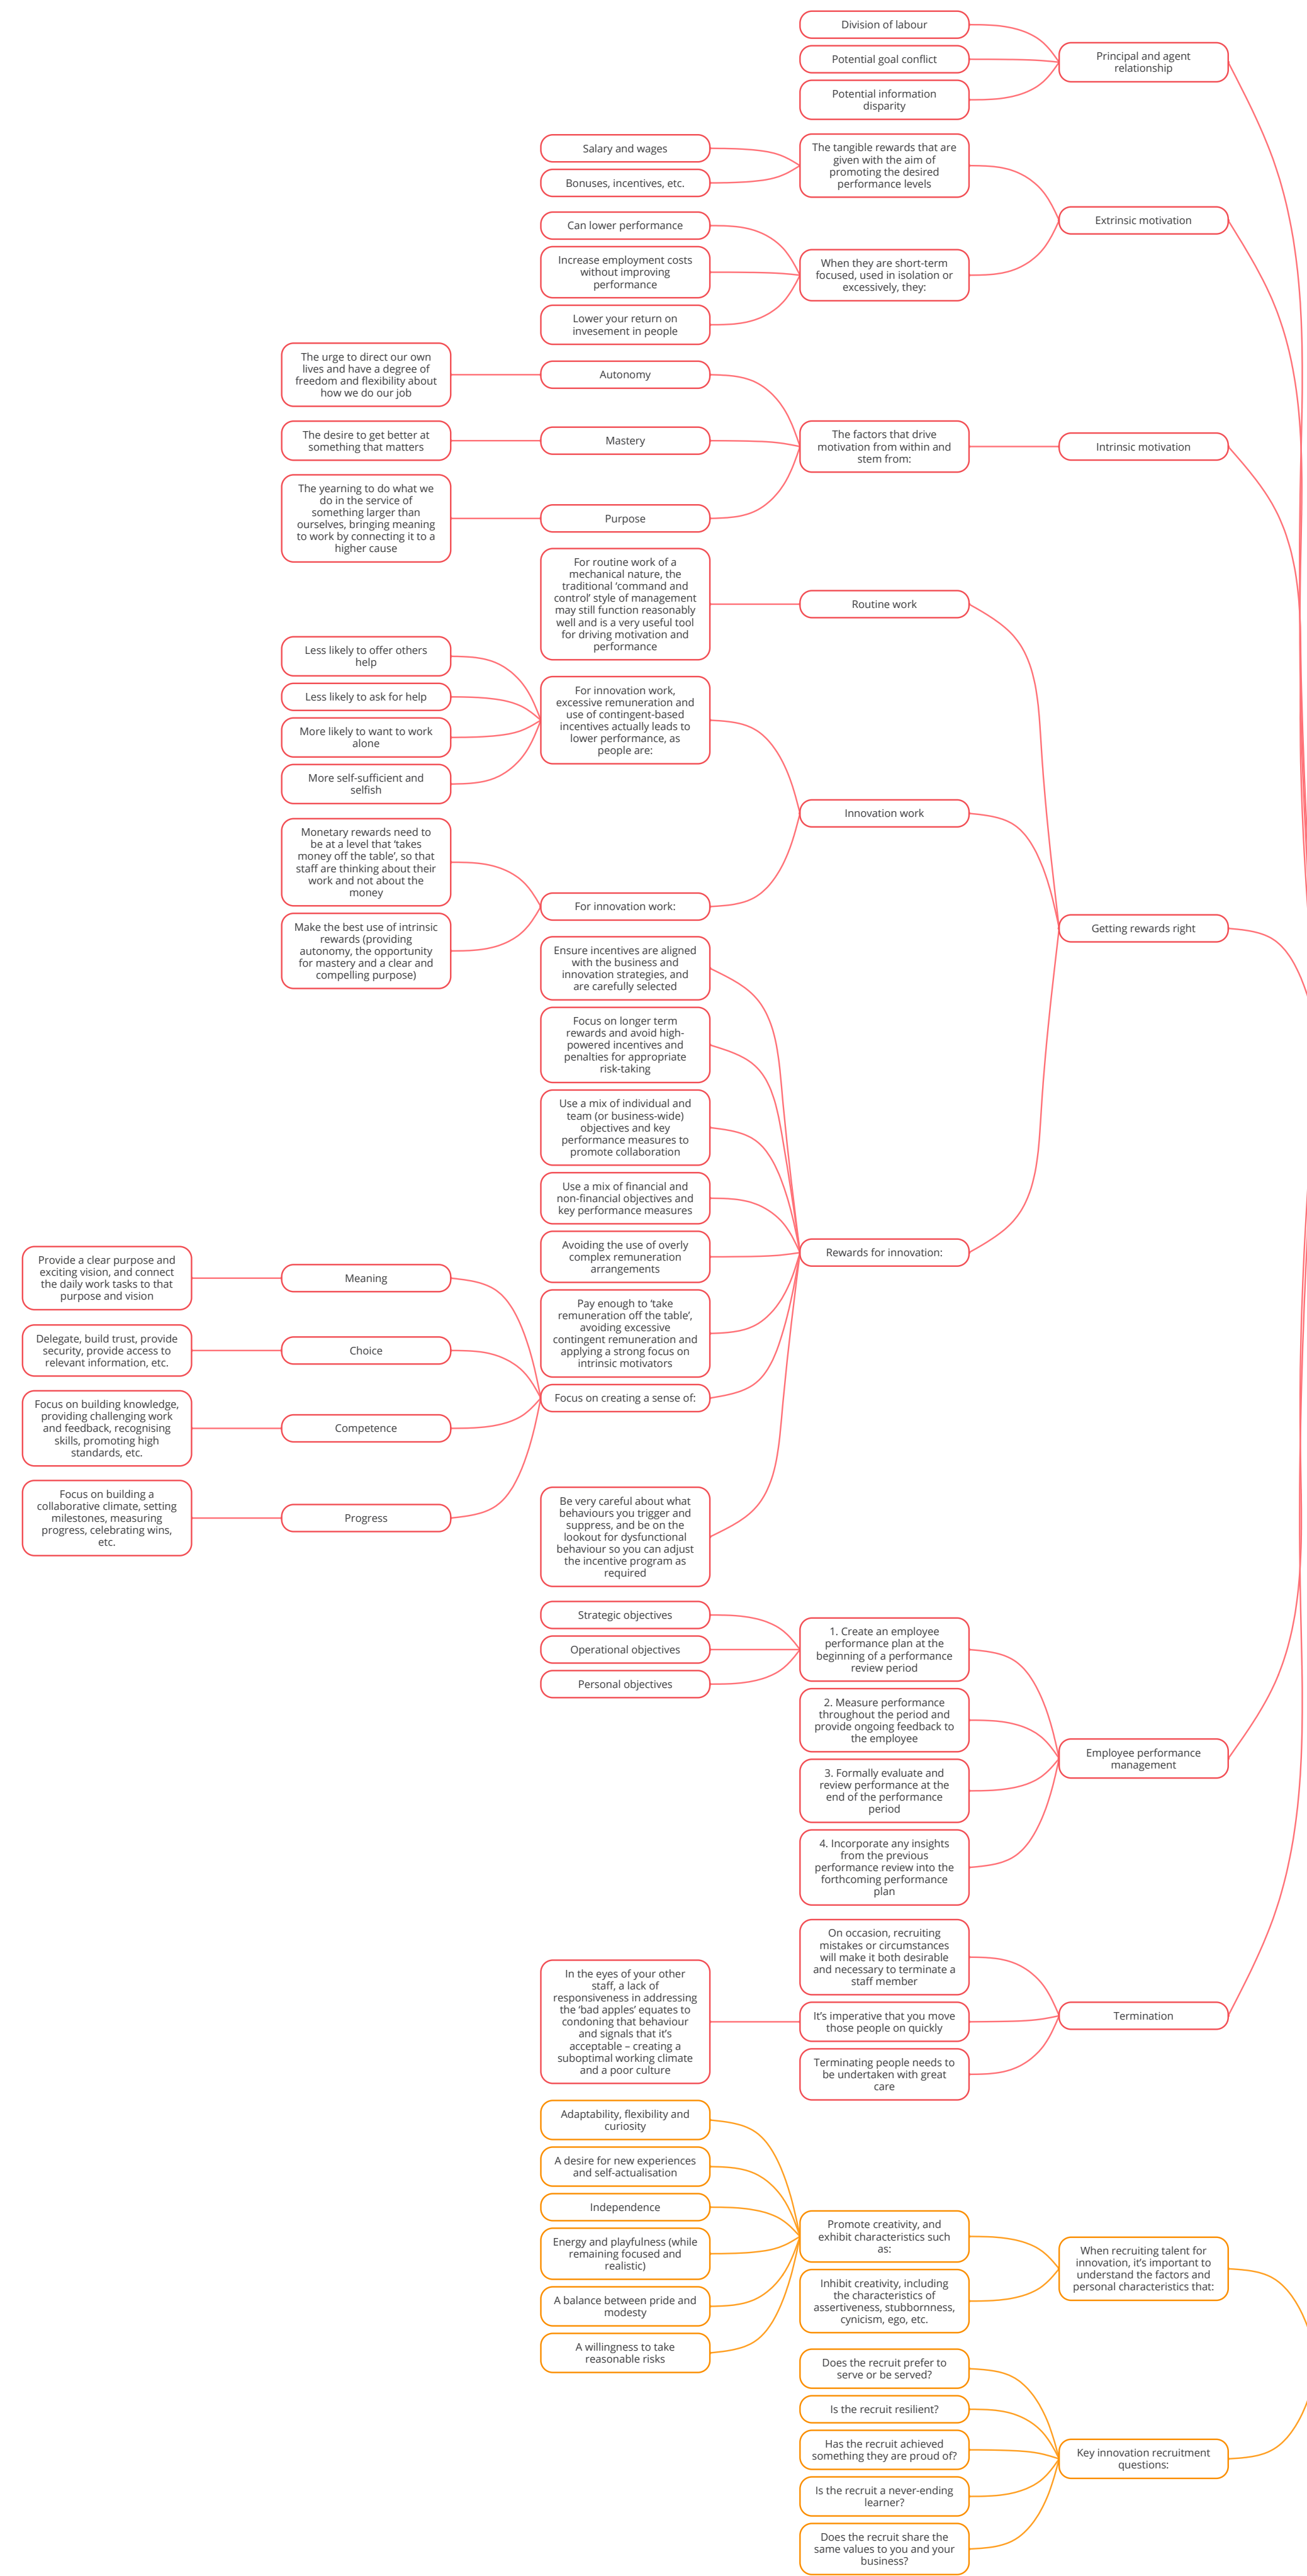 Division of labour
Potential goal conflict
Potential information
disparity
Principal and agent
relationship
Salary and wages
Bonuses, incentives, etc.
The tangible rewards that are
given with the aim of
promoting the desired
performance levels
Can lower performance
Increase employment costs
without improving
performance
Lower your return on
invesement in people
When they are short-term
focused, used in isolation or
excessively, they:
Extrinsic motivation
The urge to direct our own
lives and have a degree of
freedom and flexibility about
how we do our job
Autonomy
The desire to get better at
something that matters
Mastery
The yearning to do what we
do in the service of
something larger than
ourselves, bringing meaning
to work by connecting it to a
higher cause
Purpose
The factors that drive
motivation from within and
stem from:
Intrinsic motivation
For routine work of a
mechanical nature, the
traditional ‘command and
control’ style of management
may still function reasonably
well and is a very useful tool
for driving motivation and
performance
Routine work
Less likely to offer others
help
Less likely to ask for help
More likely to want to work
alone
More self-sufficient and
selfish
For innovation work,
excessive remuneration and
use of contingent-based
incentives actually leads to
lower performance, as
people are:
Monetary rewards need to
be at a level that ‘takes
money off the table’, so that
staff are thinking about their
work and not about the
money
Make the best use of intrinsic
rewards (providing
autonomy, the opportunity
for mastery and a clear and
compelling purpose)
For innovation work:
Innovation work
Getting rewards right
Ensure incentives are aligned
with the business and
innovation strategies, and
are carefully selected
Focus on longer term
rewards and avoid high-
powered incentives and
penalties for appropriate
risk-taking
Use a mix of individual and
team (or business-wide)
objectives and key
performance measures to
promote collaboration
Use a mix of financial and
non-financial objectives and
key performance measures
Avoiding the use of overly
complex remuneration
arrangements
Pay enough to ‘take
remuneration off the table’,
avoiding excessive
contingent remuneration and
applying a strong focus on
intrinsic motivators
Rewards for innovation:
Provide a clear purpose and
exciting vision, and connect
the daily work tasks to that
purpose and vision
Meaning
Delegate, build trust, provide
security, provide access to
relevant information, etc.
Choice
Focus on building knowledge,
providing challenging work
and feedback, recognising
skills, promoting high
standards, etc.
Competence
Focus on building a
collaborative climate, setting
milestones, measuring
progress, celebrating wins,
etc.
Progress
Focus on creating a sense of:
Be very careful about what
behaviours you trigger and
suppress, and be on the
lookout for dysfunctional
behaviour so you can adjust
the incentive program as
required
Strategic objectives
Operational objectives
Personal objectives
1. Create an employee
performance plan at the
beginning of a performance
review period
2. Measure performance
throughout the period and
provide ongoing feedback to
the employee
3. Formally evaluate and
review performance at the
end of the performance
period
4. Incorporate any insights
from the previous
performance review into the
forthcoming performance
plan
Employee performance
management
On occasion, recruiting
mistakes or circumstances
will make it both desirable
and necessary to terminate a
staff member
In the eyes of your other
staff, a lack of
responsiveness in addressing
the ‘bad apples’ equates to
condoning that behaviour
and signals that it’s
acceptable – creating a
suboptimal working climate
and a poor culture
It’s imperative that you move
those people on quickly
Terminating people needs to
be undertaken with great
care
Termination
Adaptability, flexibility and
curiosity
A desire for new experiences
and self-actualisation
Independence
Energy and playfulness (while
remaining focused and
realistic)
A balance between pride and
modesty
A willingness to take
reasonable risks
Promote creativity, and
exhibit characteristics such
as:
Inhibit creativity, including
the characteristics of
assertiveness, stubbornness,
cynicism, ego, etc.
When recruiting talent for
innovation, it’s important to
understand the factors and
personal characteristics that:
Does the recruit prefer to
serve or be served?
Is the recruit resilient?
Has the recruit achieved
something they are proud of?
Is the recruit a never-ending
learner?
Does the recruit share the
same values to you and your
business?
Key innovation recruitment
questions: